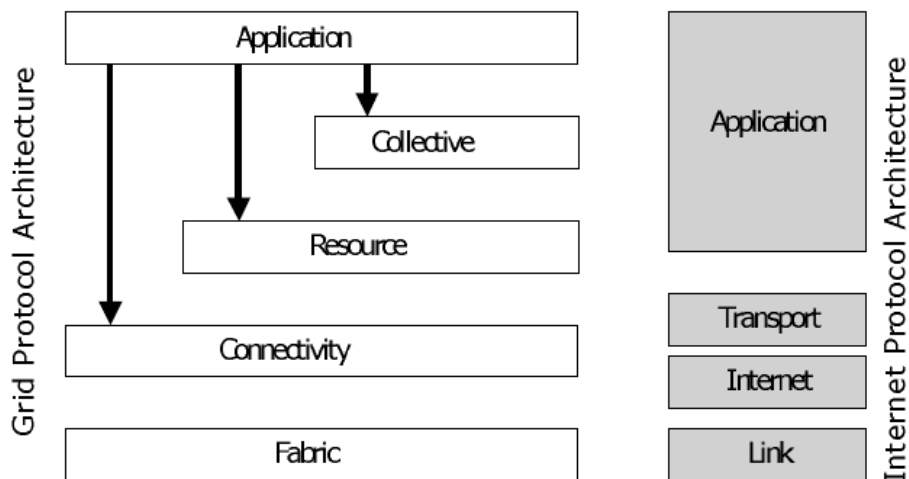 Grid Protocol Architecture
Application
Collective
Resource
Connectivity
Fabric
Application
Transport
Internet
Link
Internet Protocol Architecture